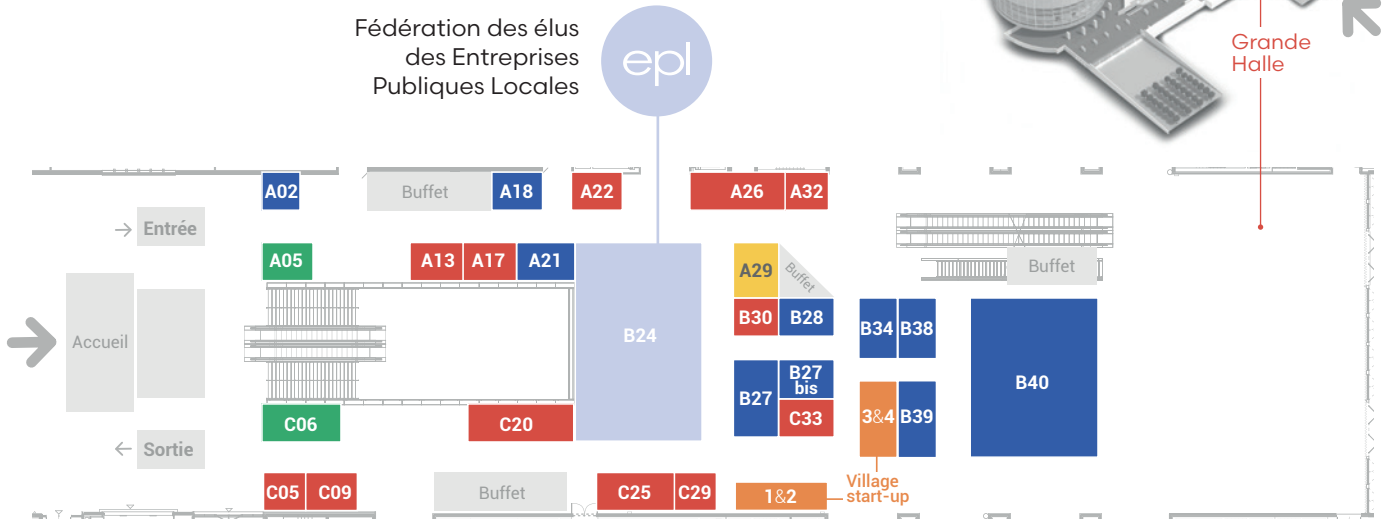 Fédération des élus
des Entreprises
Publiques Locales
epl
Grande
Halle
A02
Buffet
A18
A22
A26
A32
Entrée
A05
A13
A17
A21
A29
Buffet
Buffet
B24
B30
B28
B34
B38
Accueil
B27
B27
bis
B40
C06
C20
C33
3&4
B39
Sortie
C05
C09
Buffet
C25
C29
1&2
Village
start-up